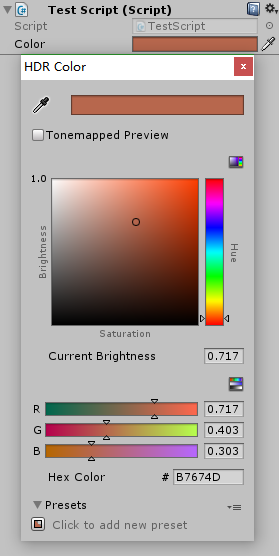 Test Script (Script)
Script TestScript
Color
HDR Color
x
Tonemapped Preview
1.0
Brightness
Hue
Saturation
Current Brightness 0.717
R 0.717
G 0.403
B 0.303
Hex Color # B7674D
Presets
Click to add new preset